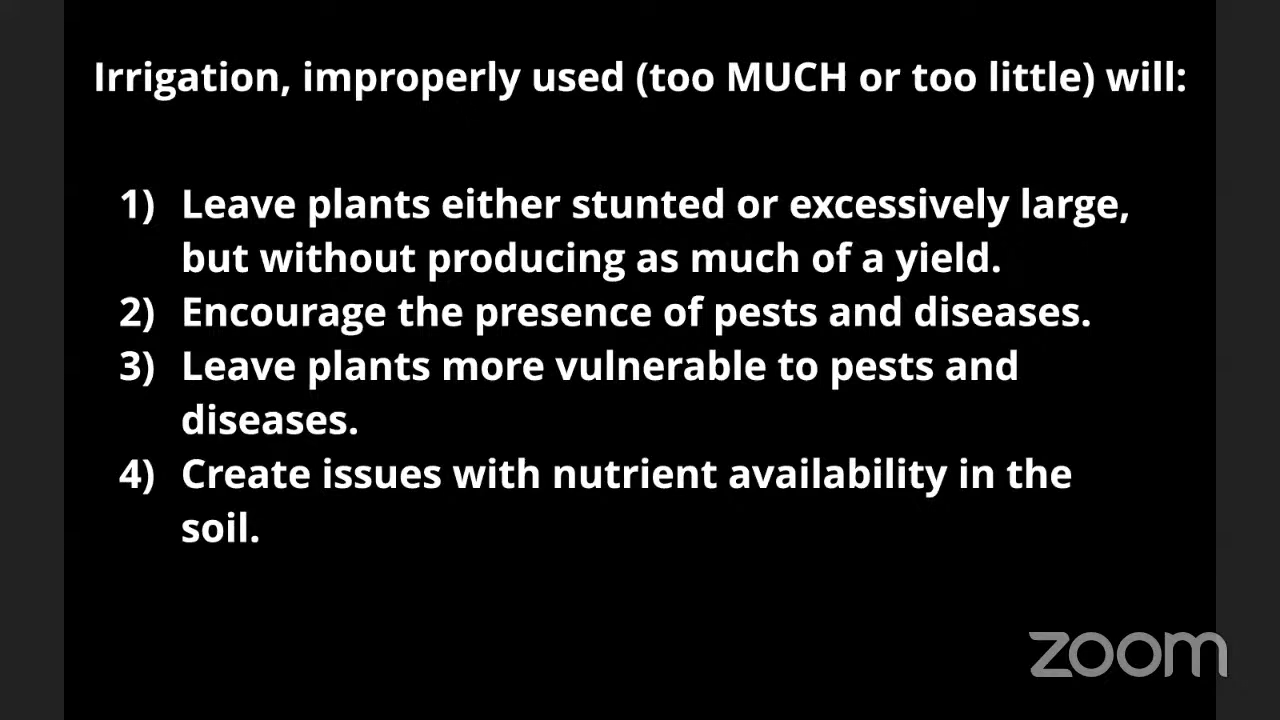 Irrigation, improperly used (too MUCH or too little) will:
1) Leave plants either stunted or excessively large,
but without producing as much of a yield.
2) Encourage the presence of pests and diseases.
3) Leave plants more vulnerable to pests and
diseases.
4) Create issues with nutrient availability in the
soil.
zoom